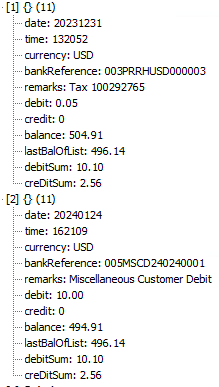 [1] {} (11)
date: 20231231
time: 132052
currency: USD
bankReference: 003PRRHUSD000003
remarks: Tax 100292765
debit: 0.05
credit: 0
balance: 504.91
lastBalOfList: 496.14
debitSum: 10.10
creDitSum: 2.56
[2] {} (11)
date: 20240124
time: 162109
currency: USD
bankReference: 005MSCD240240001
remarks: Miscellaneous Customer Debit
debit: 10.00
credit: 0
balance: 494.91
lastBalOfList: 496.14
debitSum: 10.10
creDitSum: 2.56